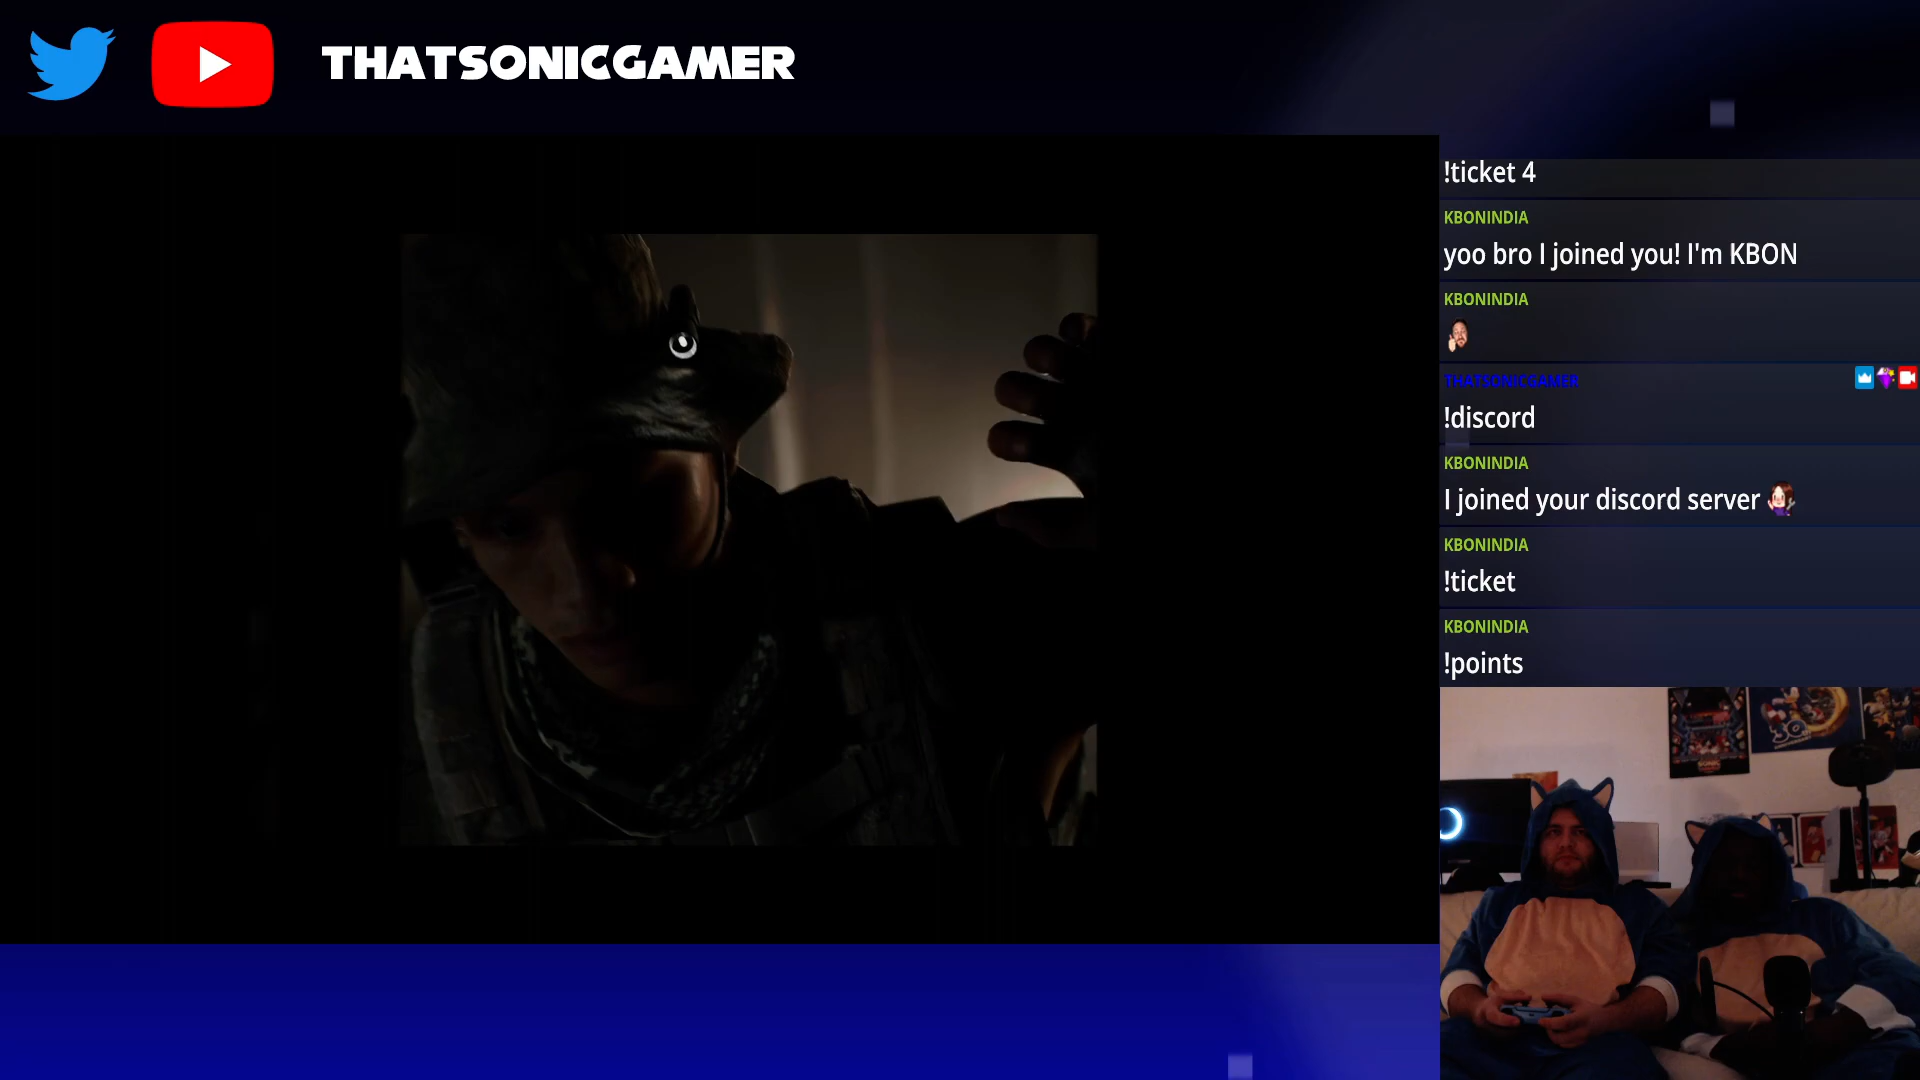 THATSONICGAMER
!ticket 4
KBONINDIA
yoo bro I joined you! I'm KBON
KBONINDIA
THATSONICGAMER
!discord
KBONINDIA
I joined your discord server
KBONINDIA
!ticket
KBONINDIA
!points